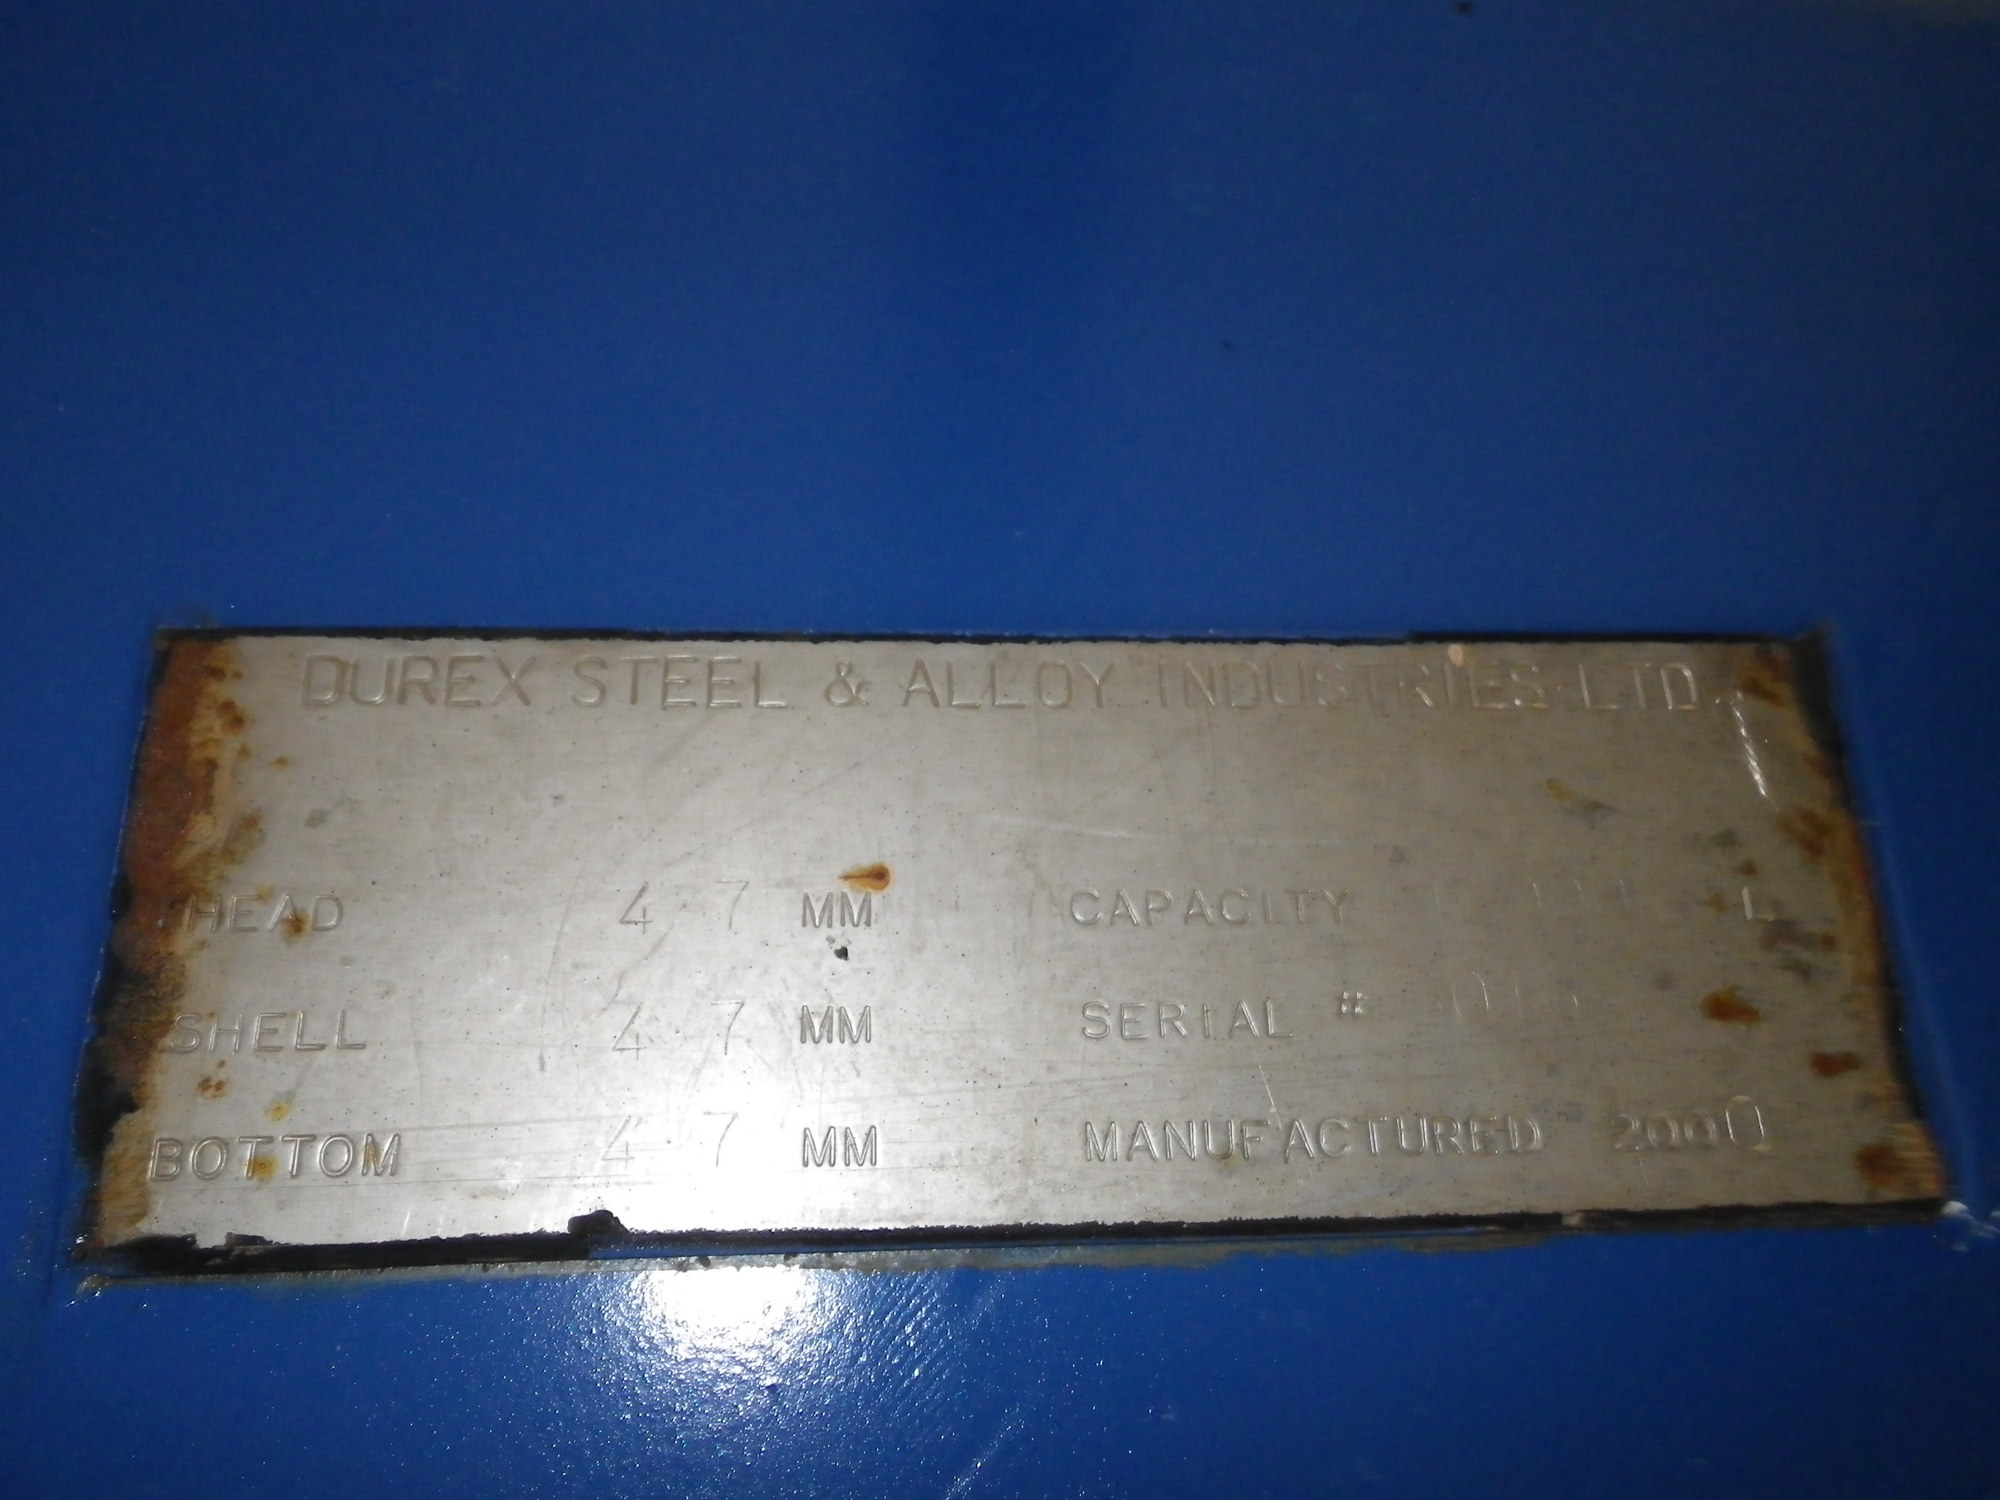 DUREX STEEL & ALLOY INDUSTRIES LTD.
HEAD 4 7 MM CAPACITY L
SHELL 4 7 MM SERIAL #
BOTTOM 4 7 MM MANUFACTURED 2000